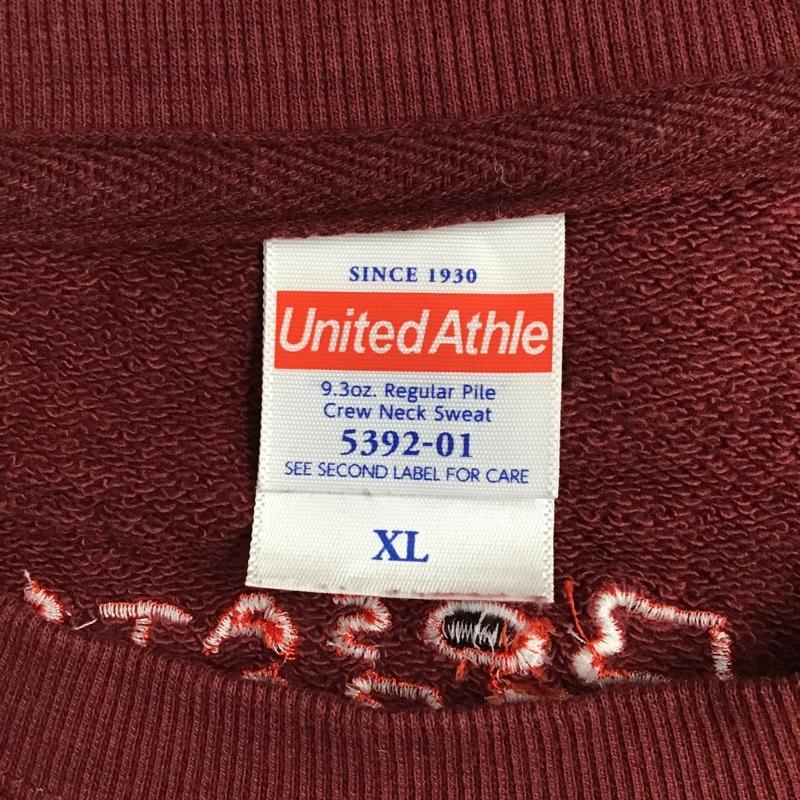 SINCE 1930
United Athle
9.3oz. Regular Pile
Crew Neck Sweat
5392-01
SEE SECOND LABEL FOR CARE
XL